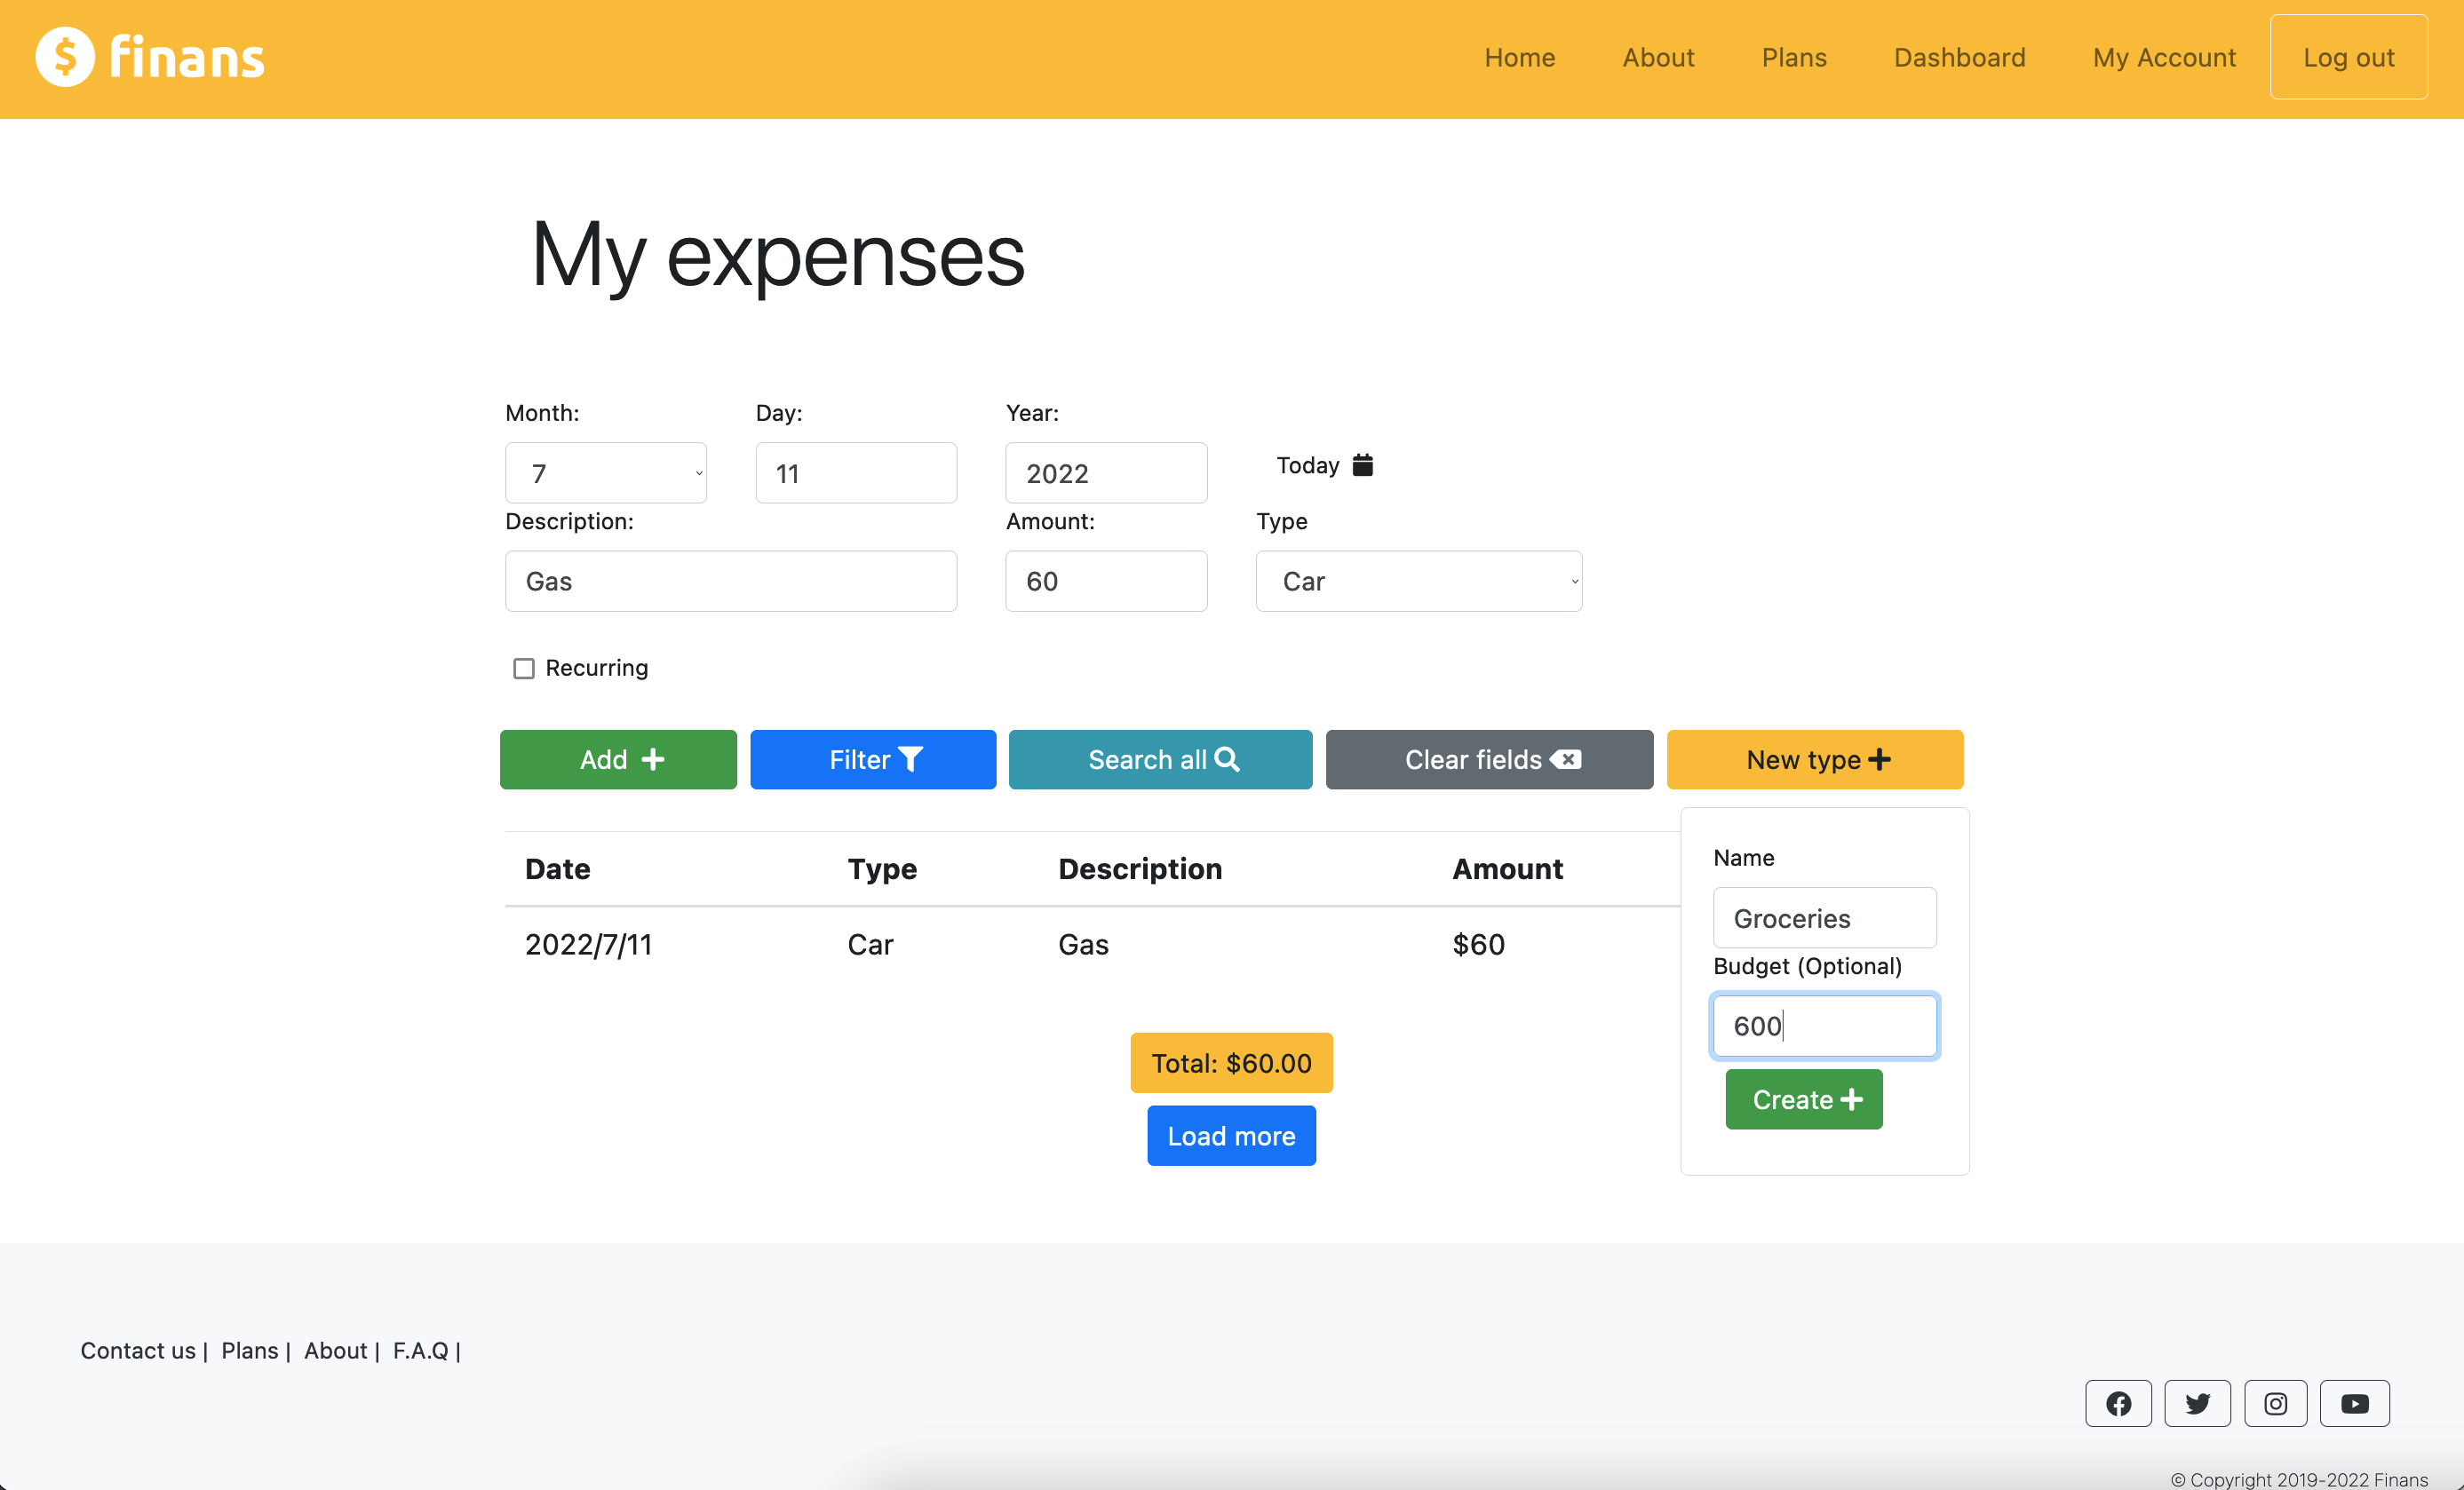 finans
Home About Plans Dashboard My Account Log out
My expenses
Month: Day: Year:
7 11 2022 Today
Description: Amount: Type
Gas 60 Car
Recurring
Add Filter Search all Clear fields New type
Date Type Description Amount
2022/7/11 Car Gas $60
Name
Groceries
Budget (Optional)
600
Create
Total: $60.00
Load more
Contact us | Plans | About | F.A.Q |
© Copyright 2019-2022 Finans